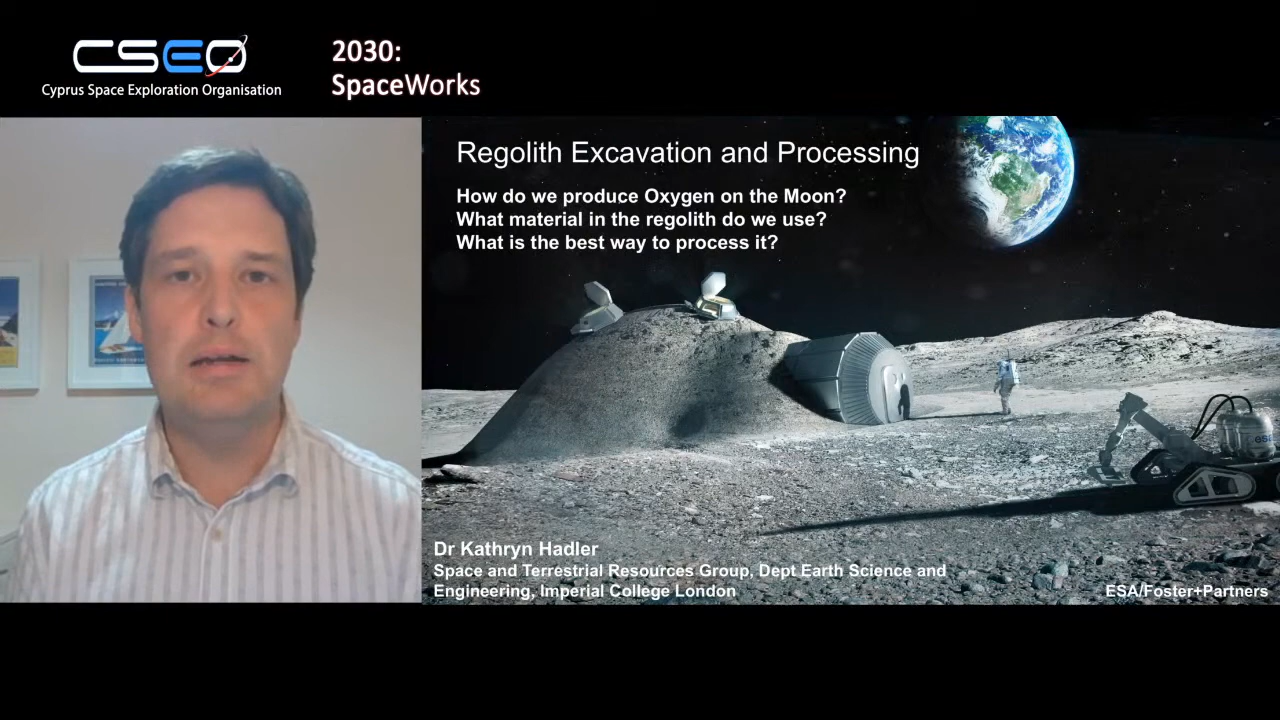 CSEO
Cyprus Space Exploration Organisation
2030:
SpaceWorks
Regolith Excavation and Processing
How do we produce Oxygen on the Moon?
What material in the regolith do we use?
What is the best way to process it?
esa
Dr Kathryn Hadler
Space and Terrestrial Resources Group, Dept Earth Science and
Engineering, Imperial College London
ESA/Foster+Partners